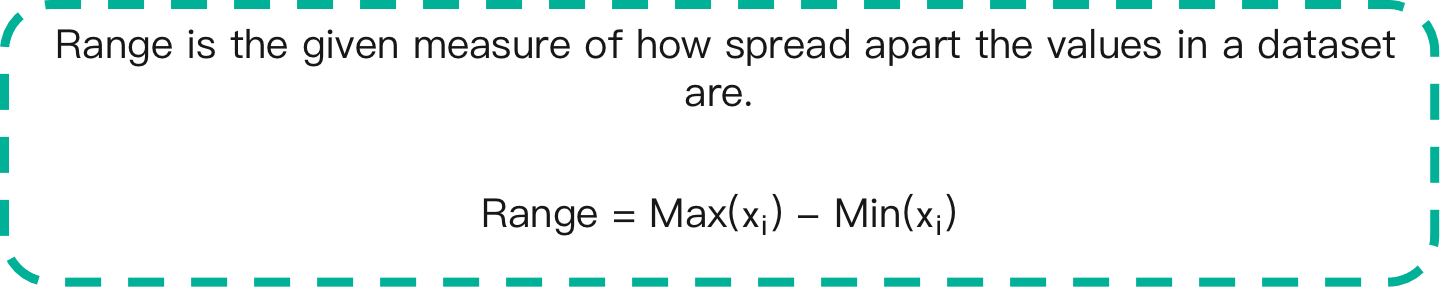 Range is the given measure of how spread apart the values in a dataset
are.
Range = Max(xᵢ) – Min(xᵢ)